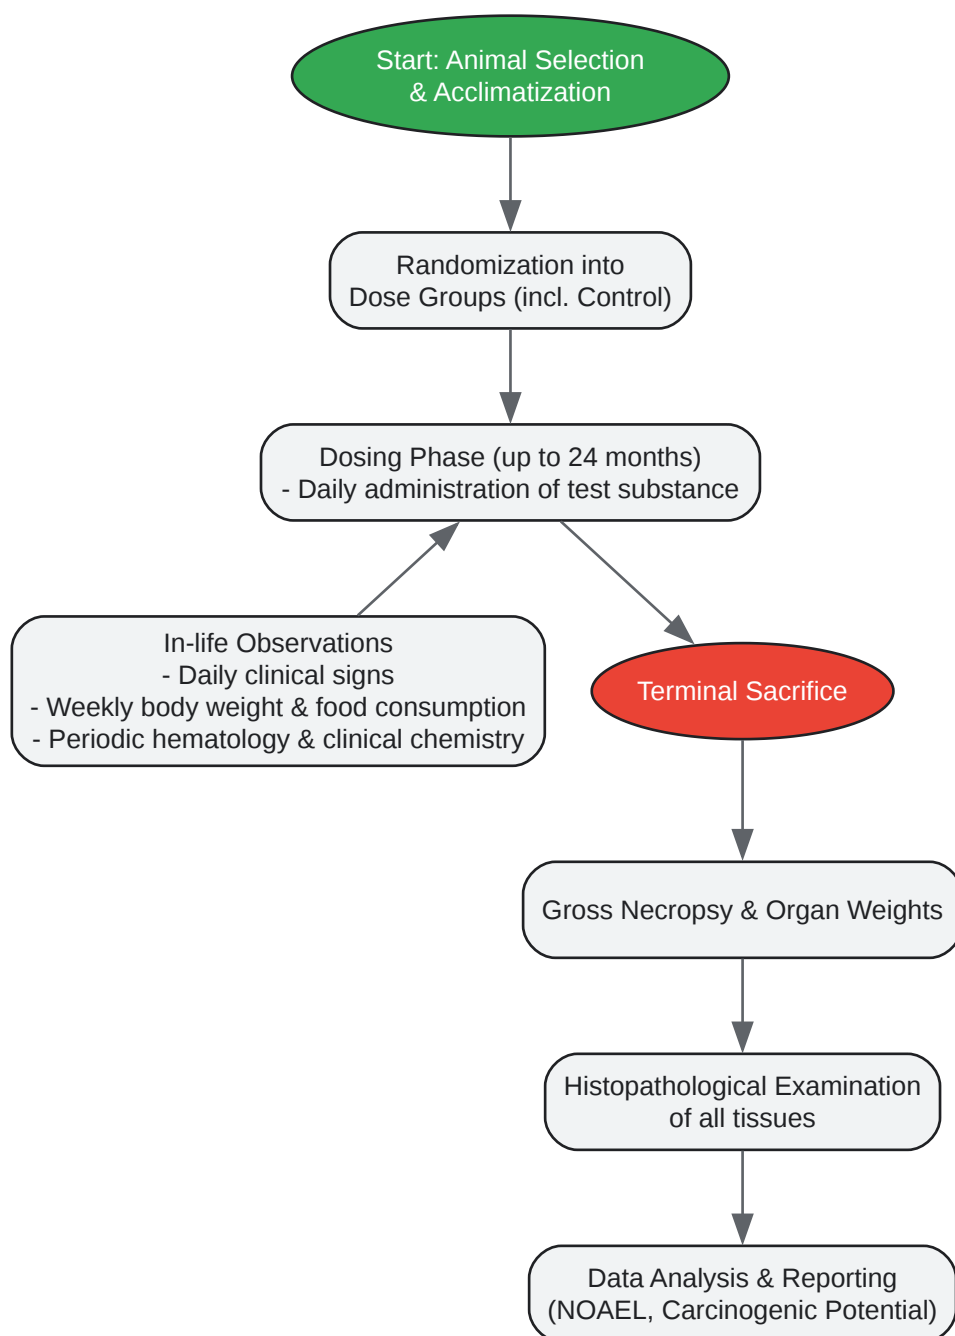 Start: Animal Selection
& Acclimatization
Randomization into
Dose Groups (incl. Control)
Dosing Phase (up to 24 months)
- Daily administration of test substance
In-life Observations
- Daily clinical signs
- Weekly body weight & food consumption
- Periodic hematology & clinical chemistry
Terminal Sacrifice
Gross Necropsy & Organ Weights
Histopathological Examination
of all tissues
Data Analysis & Reporting
(NOAEL, Carcinogenic Potential)